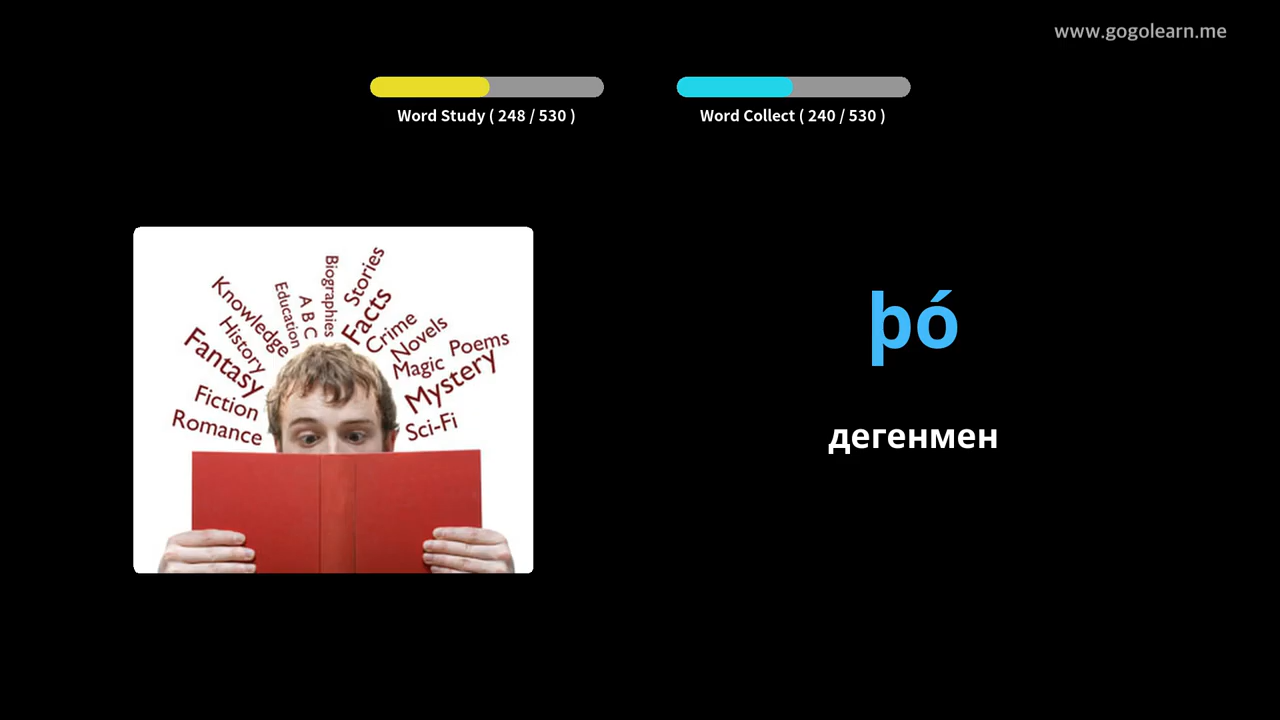 www.gogolearn.me
Word Study ( 248 / 530 )
Word Collect ( 240 / 530 )
Biographies
Stories
Education
A B C
Facts
Knowledge
Crime
History
Novels
Fantasy
Magic
Poems
Mystery
Fiction
Romance
Sci-Fi
þó
дегенмен